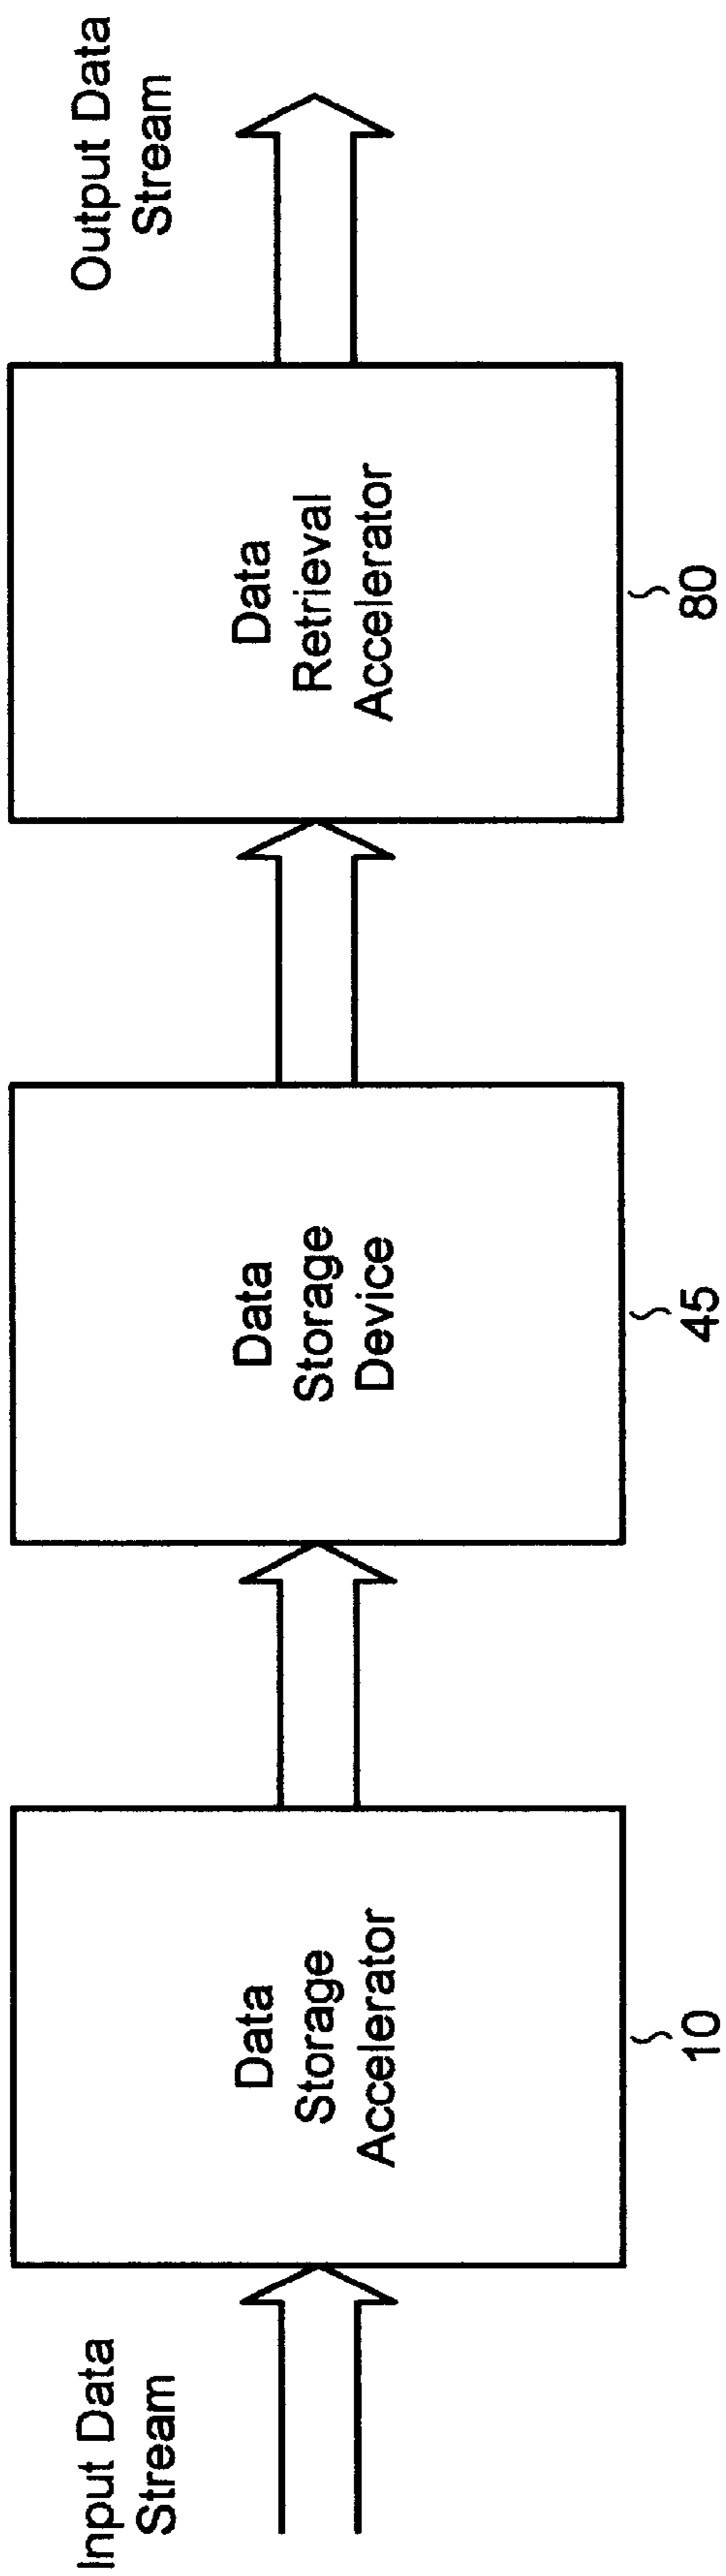 Input Data
Stream
Data
Storage
Accelerator
10
Data
Storage
Device
45
Data
Retrieval
Accelerator
80
Output Data
Stream